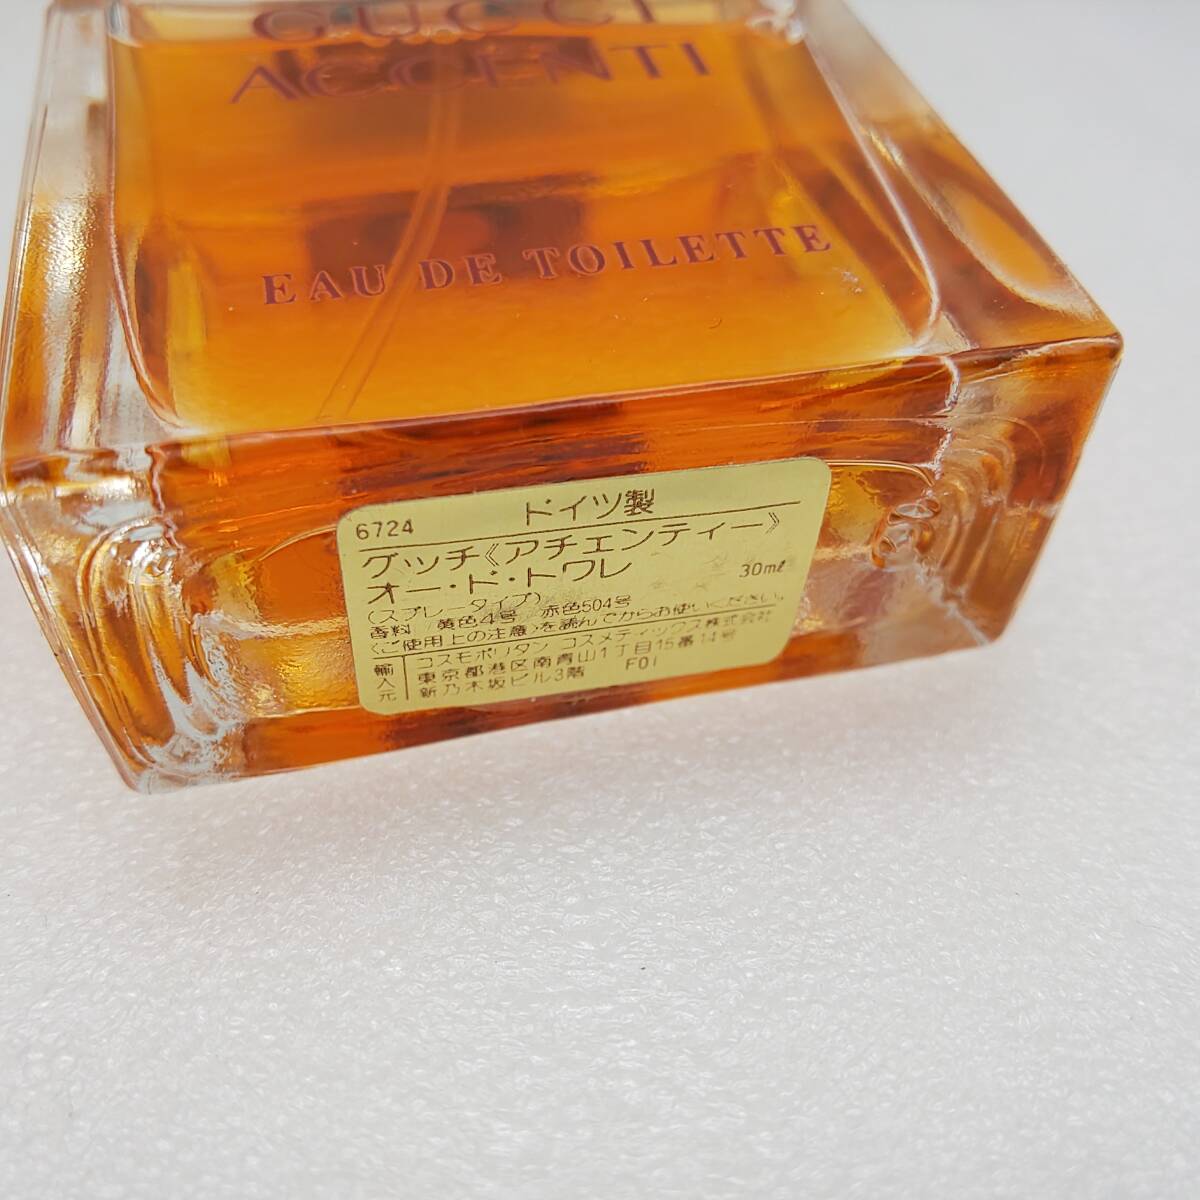 GUCCI
ACCENTI
EAU DE TOILETTE
6724 ドイツ製
グッチ《アチエンティー》
オー・ド・トワレ 30ml
(スプレータイプ)
香料 黄色4号 赤色504号
〈ご使用上の注意〉を読んでからお使いください。
輸入元
コスモポリタン コスメティックス株式会社
東京都港区南青山1丁目15番14号
新乃木坂ビル3階 F01